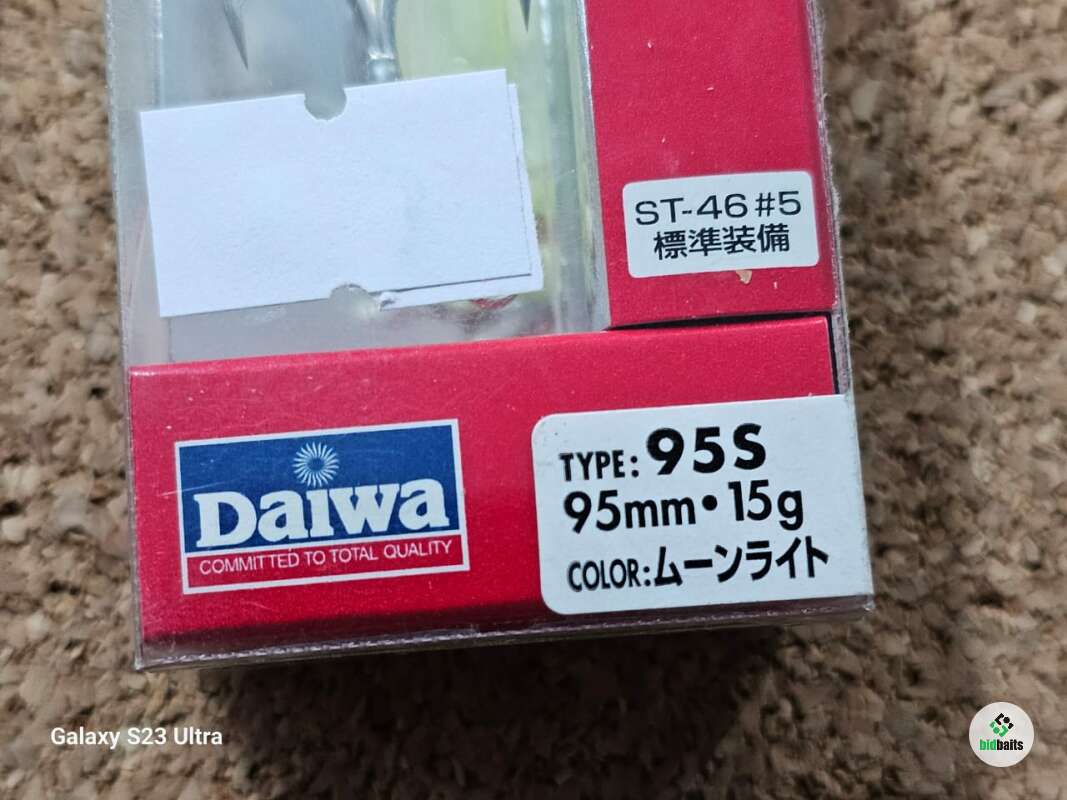 ST-46 #5
標準装備
Daiwa
COMMITTED TO TOTAL QUALITY
TYPE: 95S
95mm・15g
COLOR:ムーンライト
Galaxy S23 Ultra
bidbaits